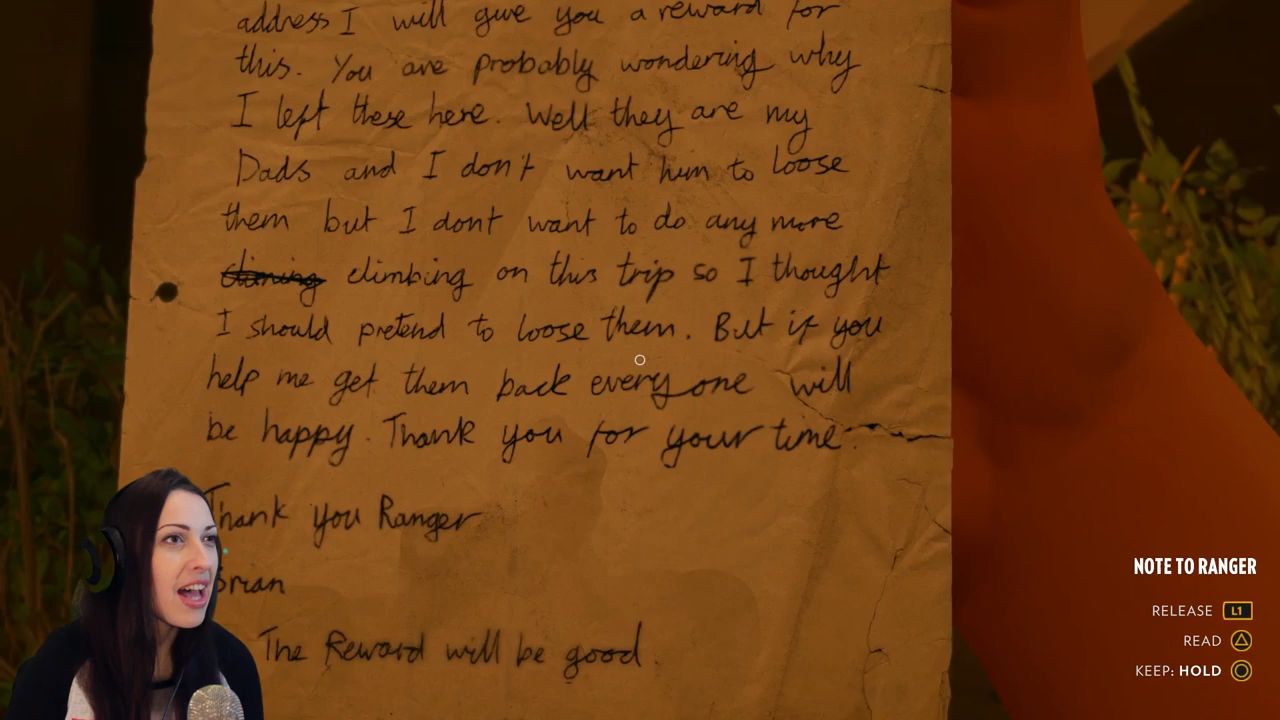 address I will give you a reward for
this. You are probably wondering why
I left these here. Well they are my
Dads and I don't want him to loose
them but I dont want to do any more
climing climbing on this trip so I thought
I should pretend to loose them. But if you
help me get them back every one will
be happy. Thank you for your time.
Thank you Ranger
Brian
The Reward will be good.
NOTE TO RANGER
RELEASE L1
READ
KEEP: HOLD